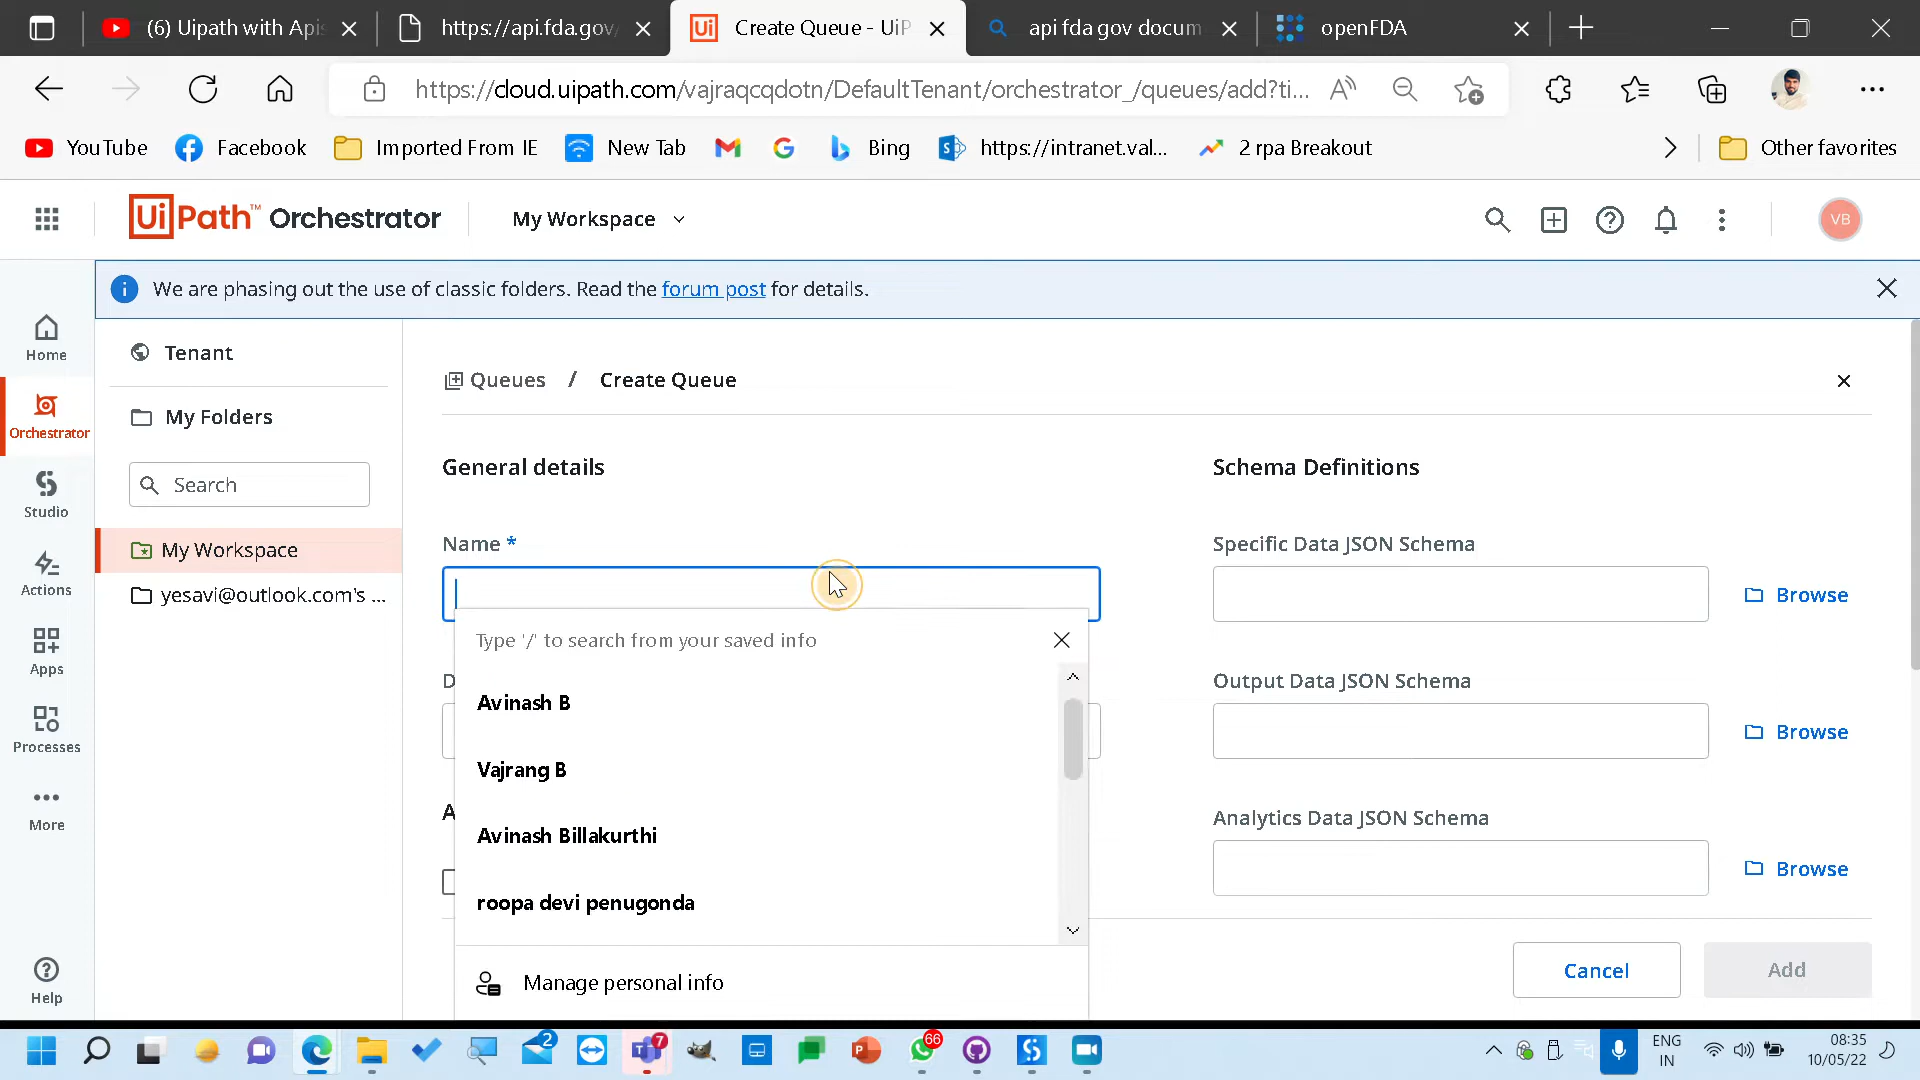 (6) Uipath with Apis
https://api.fda.gov/
Create Queue - UiP
api fda gov docum
openFDA
https://cloud.uipath.com/vajraqcqdotn/DefaultTenant/orchestrator_/queues/add?ti...
YouTube
Facebook
Imported From IE
New Tab
Bing
https://intranet.val...
2 rpa Breakout
Other favorites
UiPath™ Orchestrator
My Workspace
VB
We are phasing out the use of classic folders. Read the forum post for details.
Home
Orchestrator
Studio
Actions
Apps
Processes
More
Help
Tenant
My Folders
Search
My Workspace
yesavi@outlook.com's ...
Queues / Create Queue
General details
Name *
Type '/' to search from your saved info
D
Avinash B
Vajrang B
A
Avinash Billakurthi
roopa devi penugonda
Manage personal info
Schema Definitions
Specific Data JSON Schema
Browse
Output Data JSON Schema
Browse
Analytics Data JSON Schema
Browse
Cancel
Add
2
7
66
ENG
IN
08:35
10/05/22